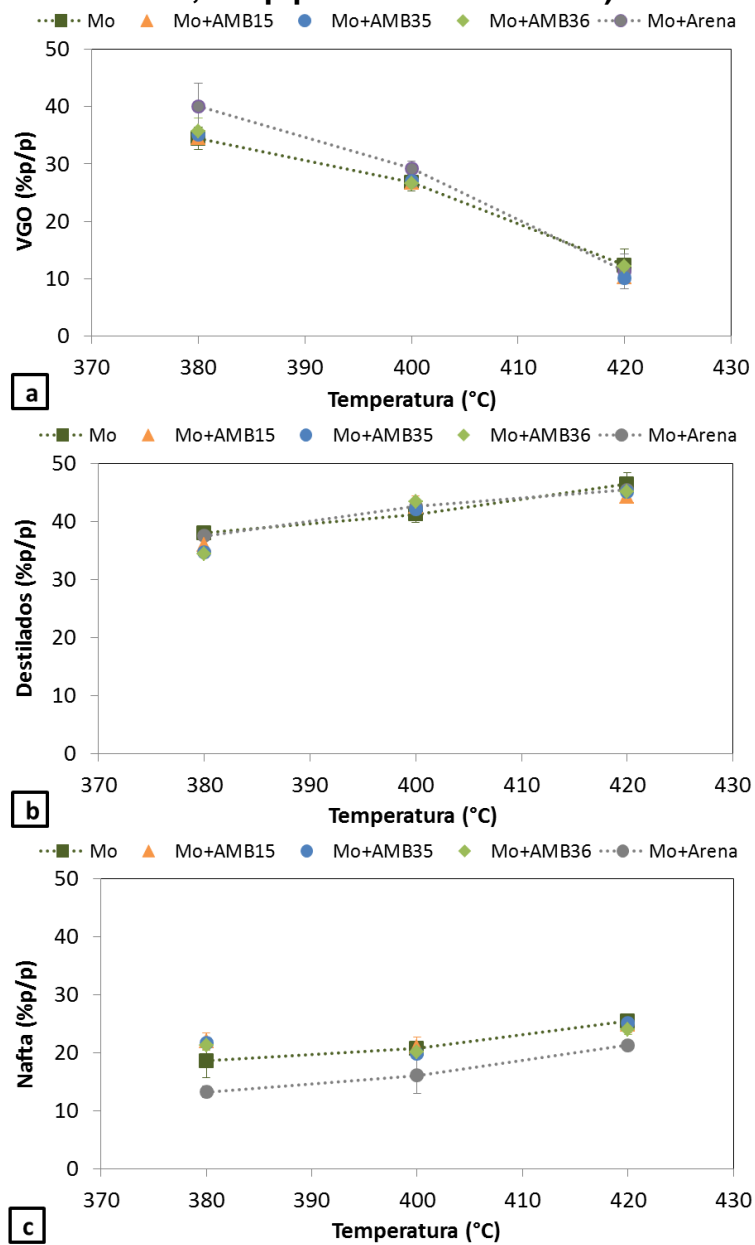 Mo Mo+AMB15 Mo+AMB35 Mo+AMB36 Mo+Arena
50
40
30
20
10
0
VGO (%p/p)
370 380 390 400 410 420 430
Temperatura (°C)
a
Mo Mo+AMB15 Mo+AMB35 Mo+AMB36 Mo+Arena
50
40
30
20
10
0
Destilados (%p/p)
370 380 390 400 410 420 430
Temperatura (°C)
b
Mo Mo+AMB15 Mo+AMB35 Mo+AMB36 Mo+Arena
50
40
30
20
10
0
Nafta (%p/p)
370 380 390 400 410 420 430
Temperatura (°C)
c